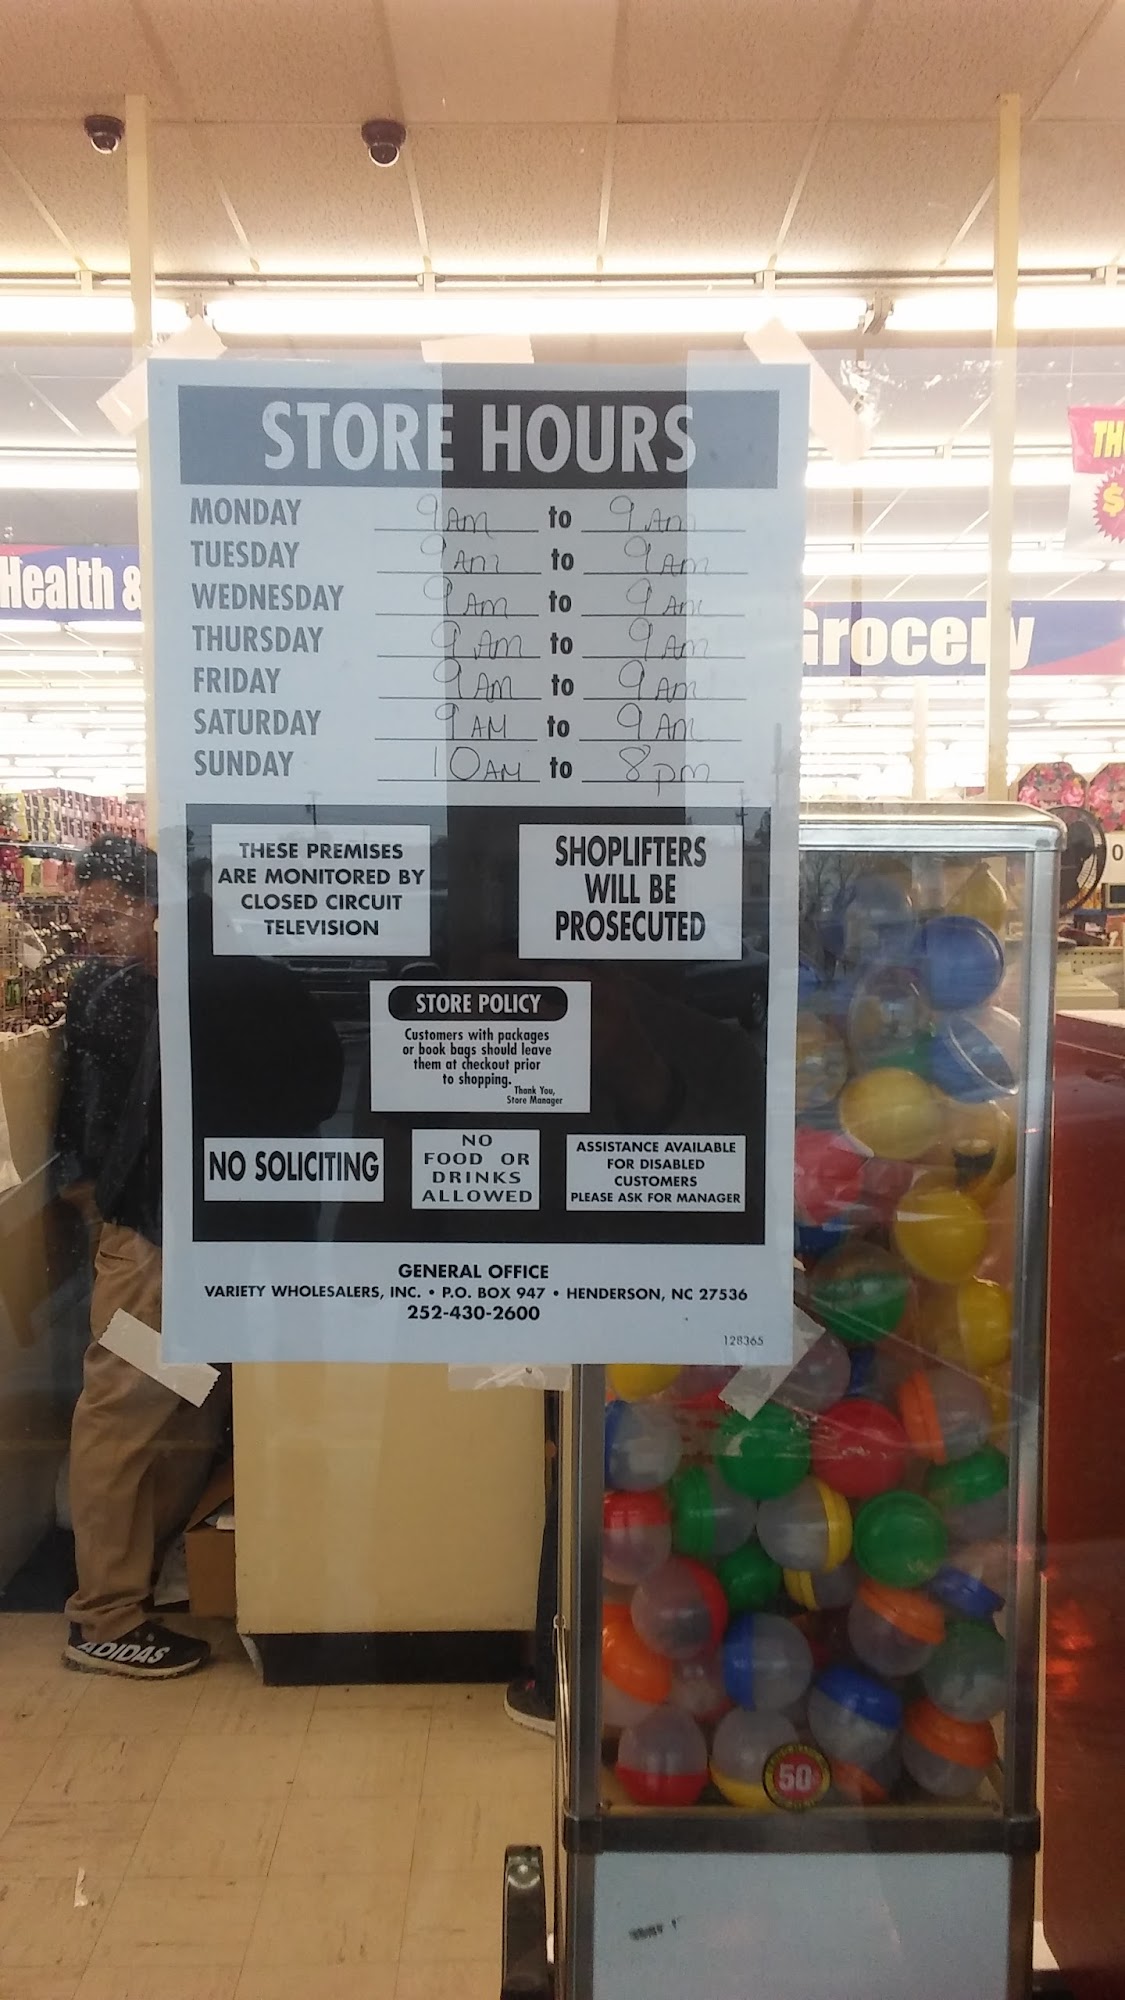 STORE HOURS
MONDAY 9AM to 9Am
TUESDAY 9Am to 9AM
WEDNESDAY 9AM to 9AM
THURSDAY 9AM to 9AM
FRIDAY 9AM to 9AM
SATURDAY 9AM to 9AM
SUNDAY 10AM to 8pm
Health &
Grocery
TH
$
THESE PREMISES
ARE MONITORED BY
CLOSED CIRCUIT
TELEVISION
SHOPLIFTERS
WILL BE
PROSECUTED
STORE POLICY
Customers with packages
or book bags should leave
them at checkout prior
to shopping.
Thank You,
Store Manager
NO SOLICITING
NO
FOOD OR
DRINKS
ALLOWED
ASSISTANCE AVAILABLE
FOR DISABLED
CUSTOMERS
PLEASE ASK FOR MANAGER
GENERAL OFFICE
VARIETY WHOLESALERS, INC. • P.O. BOX 947 • HENDERSON, NC 27536
252-430-2600
128365
ADIDAS
50